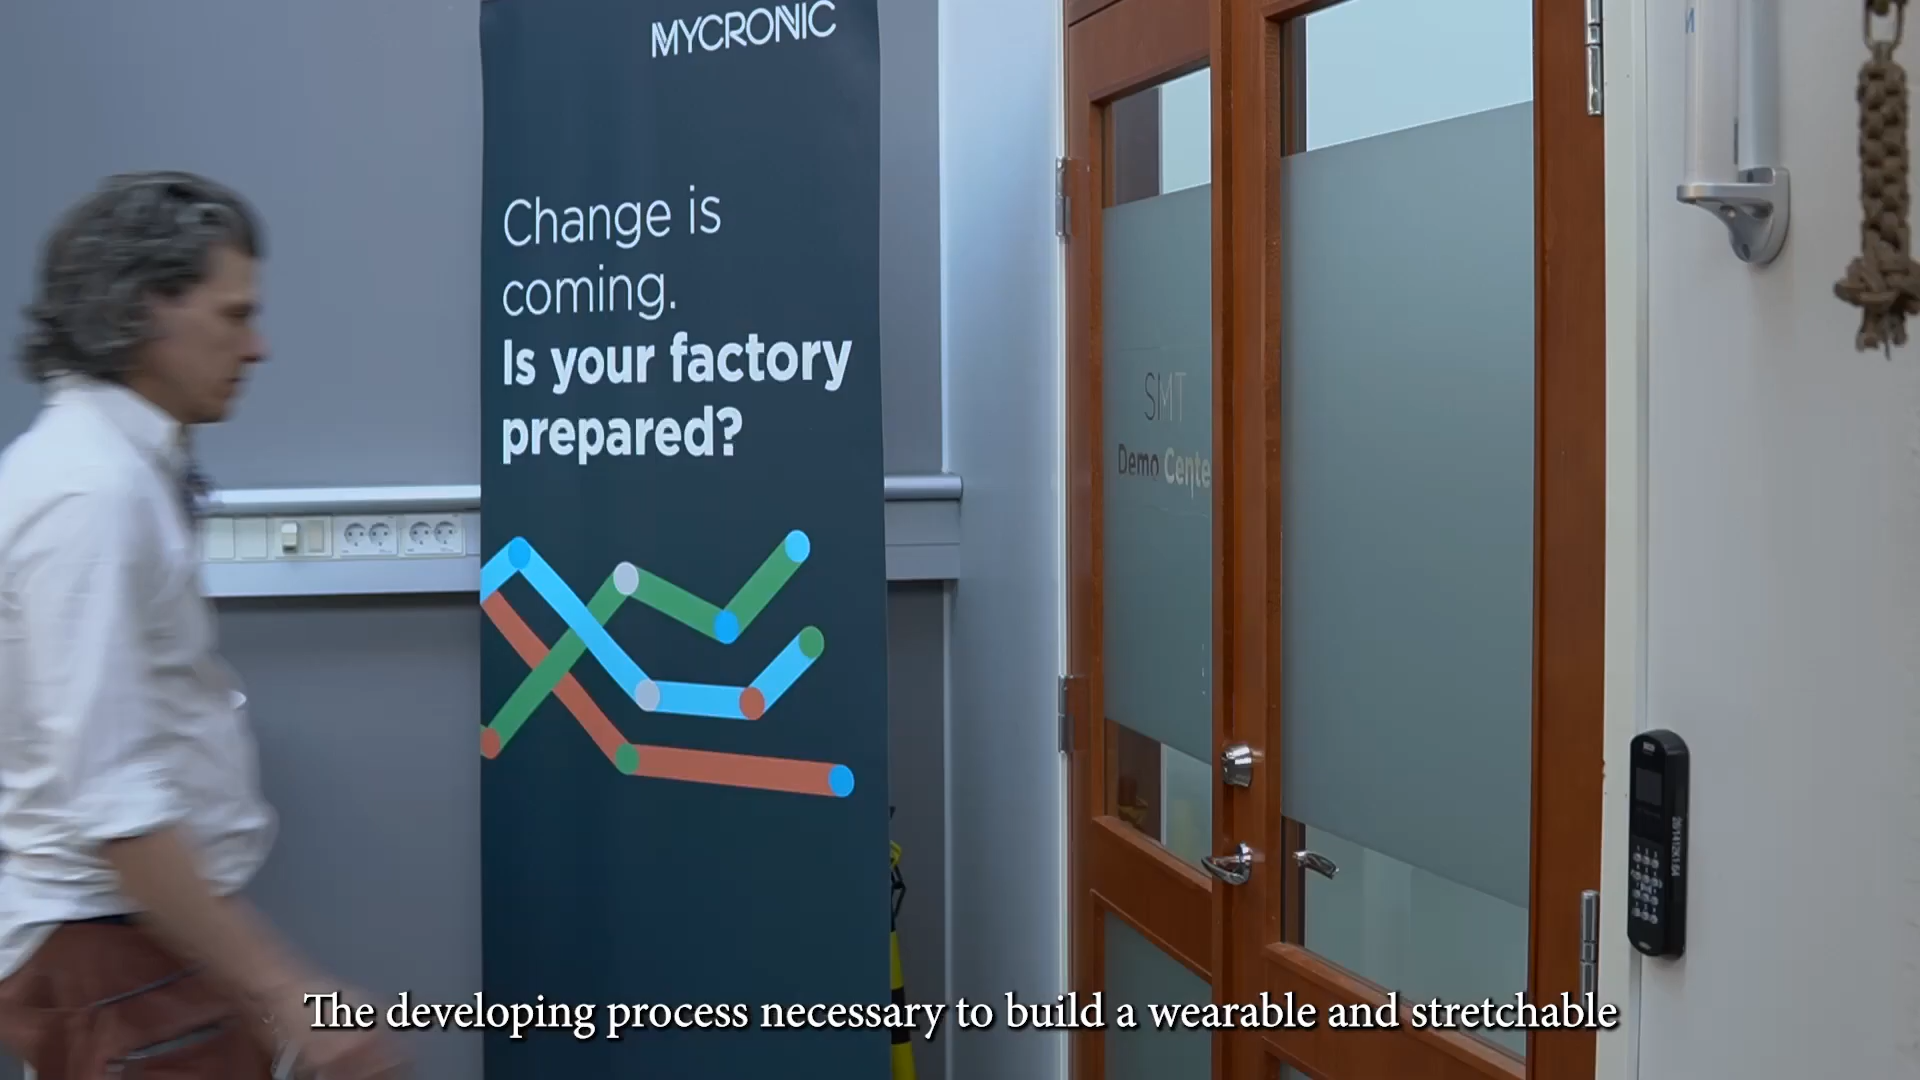 MYCRONIC
Change is
coming.
Is your factory
prepared?
SMT
Demo Cente
The developing process necessary to build a wearable and stretchable